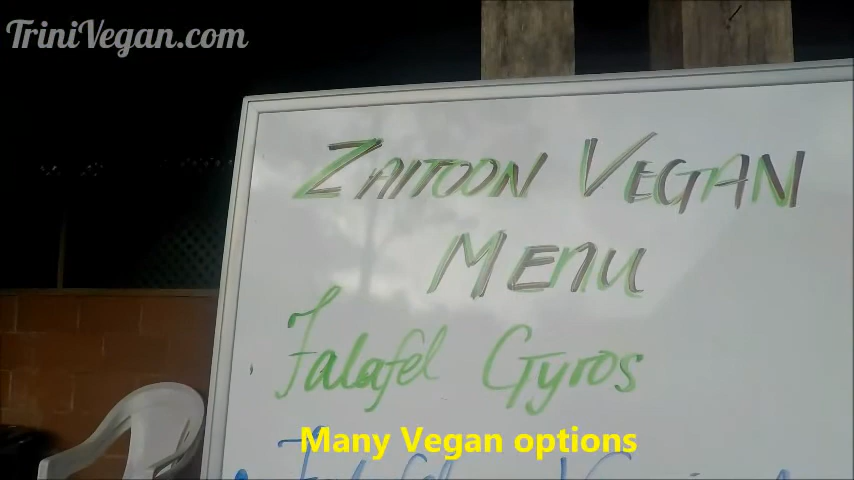 TriniVegan.com
ZAITOON VEGAN
MENU
Falafel Gyros
Many Vegan options